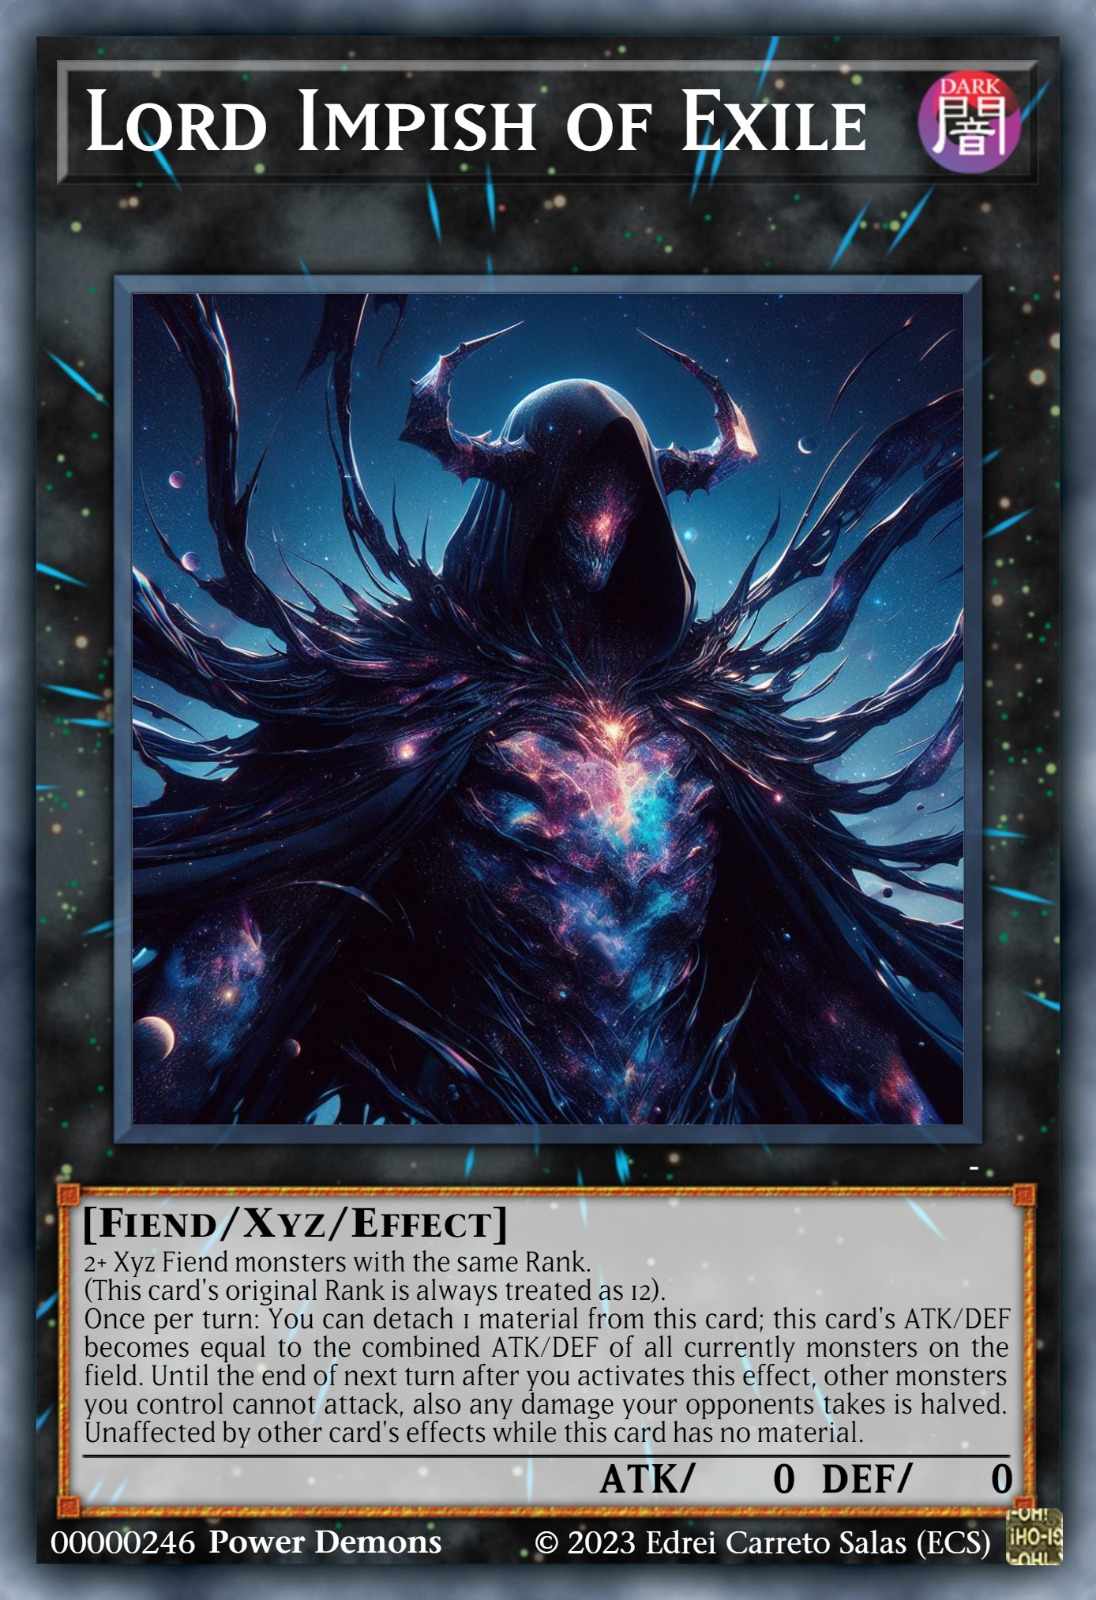 LORD IMPISH OF EXILE
DARK
闇
-
[FIEND/XYZ/EFFECT]
2+ Xyz Fiend monsters with the same Rank.
(This card's original Rank is always treated as 12).
Once per turn: You can detach 1 material from this card; this card's ATK/DEF
becomes equal to the combined ATK/DEF of all currently monsters on the
field. Until the end of next turn after you activates this effect, other monsters
you control cannot attack, also any damage your opponents takes is halved.
Unaffected by other card's effects while this card has no material.
ATK/ 0 DEF/ 0
00000246 Power Demons © 2023 Edrei Carreto Salas (ECS)